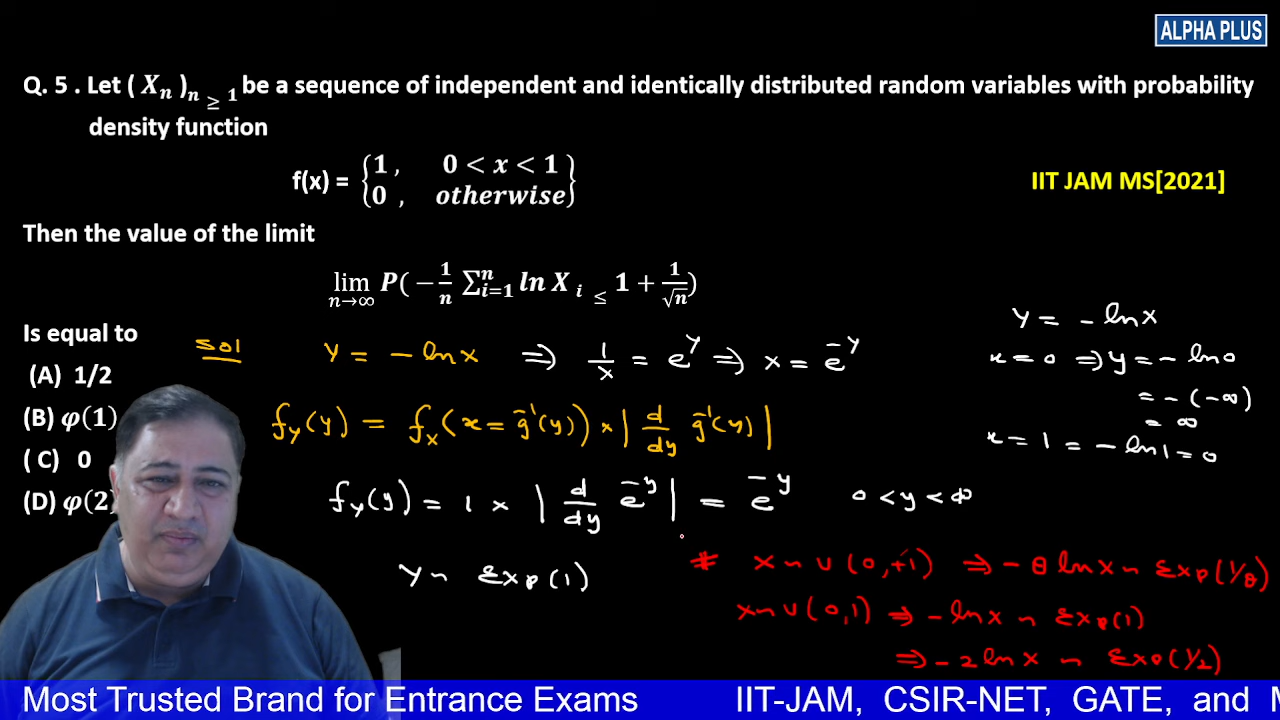 ALPHA PLUS
Q. 5 . Let ( Xₙ )ₙ ≥ ₁ be a sequence of independent and identically distributed random variables with probability
density function
f(x) = {1 , 0 < x < 1
0 , otherwise}
IIT JAM MS[2021]
Then the value of the limit
lim n→∞ P( − 1/n ∑ⁿᵢ₌₁ ln X ᵢ ≤ 1 + 1/√n)
Is equal to
(A) 1/2
(B) φ(1)
( C) 0
(D) φ(2)
Sol
Y = - ln x ⇒ 1/x = e^y ⇒ x = e^-y
f_Y(y) = f_X(x = g^-1(y)) × | d/dy g^-1(y) |
f_Y(y) = 1 × | d/dy e^-y | = e^-y 0 < y < ∞
Y ~ Exp(1)
Y = - ln x
x = 0 ⇒ y = - ln 0
= - (-∞)
= ∞
x = 1 = - ln 1 = 0
* X ~ U (0, +1) ⇒ - θ ln x ~ Exp(1/θ)
X ~ U(0,1) ⇒ - ln x ~ Exp(1)
⇒ - 2 ln x ~ Exp(1/2)
Most Trusted Brand for Entrance Exams IIT-JAM, CSIR-NET, GATE, and